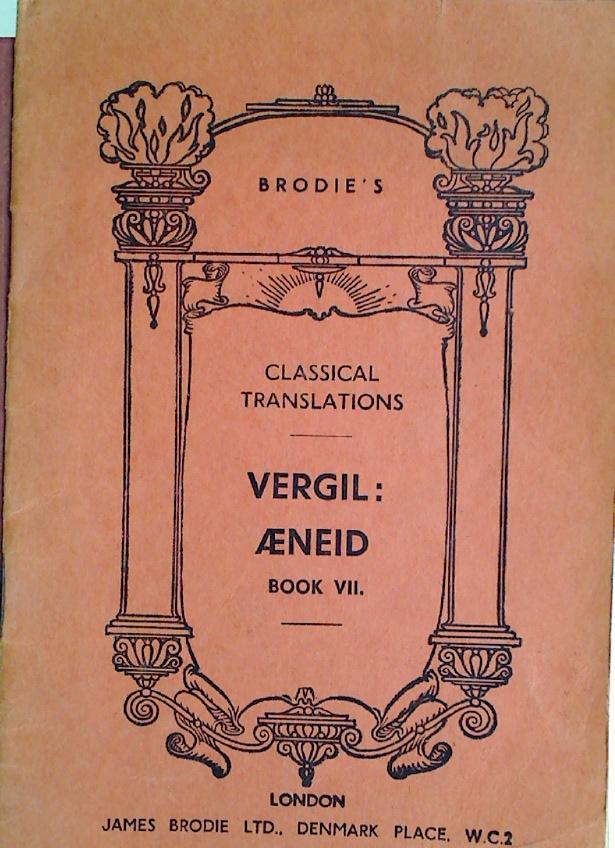 BRODIE'S
CLASSICAL
TRANSLATIONS
VERGIL:
ÆNEID
BOOK VII.
LONDON
JAMES BRODIE LTD., DENMARK PLACE, W.C.2